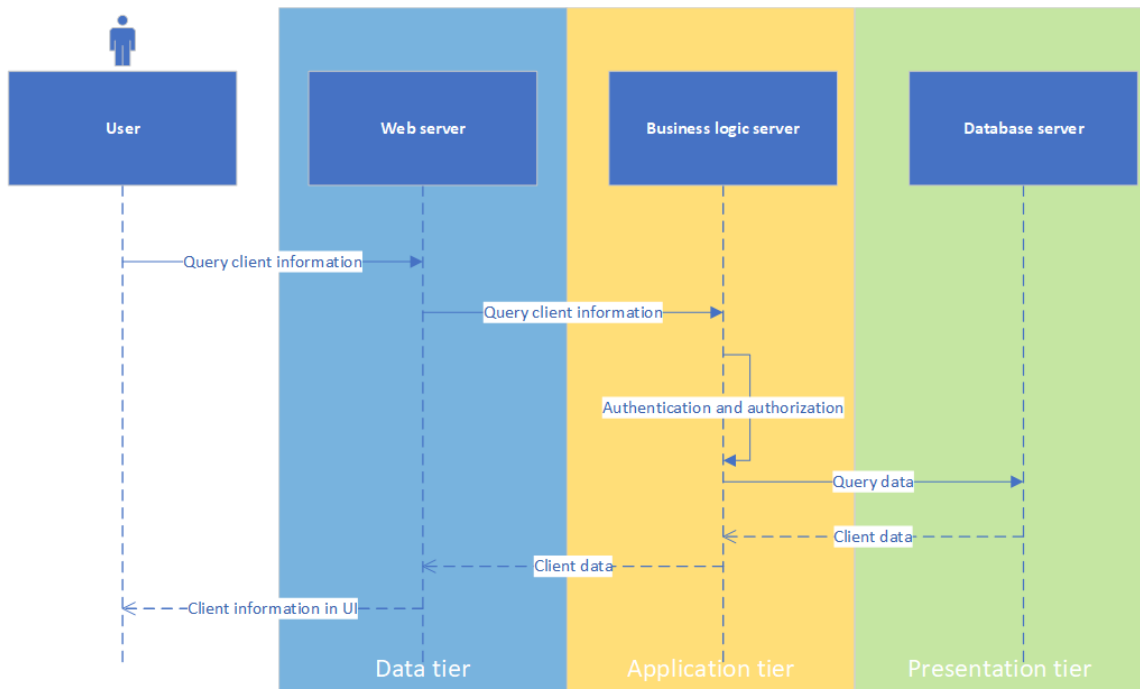 User
Web server
Business logic server
Database server
Query client information
Query client information
Authentication and authorization
Query data
Client data
Client data
Client information in UI
Data tier
Application tier
Presentation tier